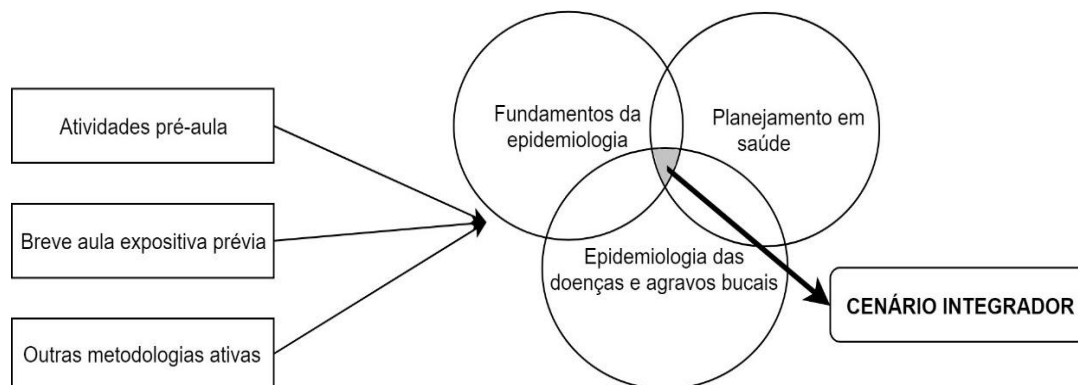 Atividades pré-aula
Breve aula expositiva prévia
Outras metodologias ativas
Fundamentos da
epidemiologia
Planejamento em
saúde
Epidemiologia das
doenças e agravos bucais
CENÁRIO INTEGRADOR